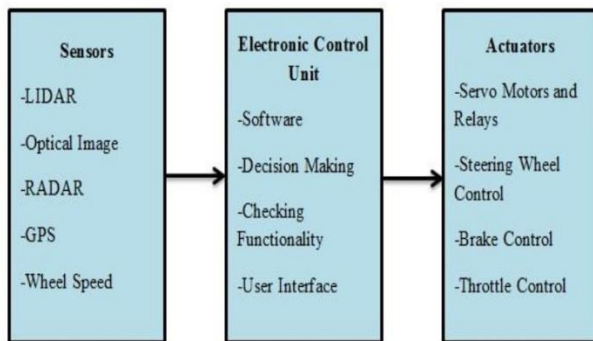 Sensors
-LIDAR
-Optical Image
-RADAR
-GPS
-Wheel Speed
Electronic Control
Unit
-Software
-Decision Making
-Checking
Functionality
-User Interface
Actuators
-Servo Motors and
Relays
-Steering Wheel
Control
-Brake Control
-Throttle Control